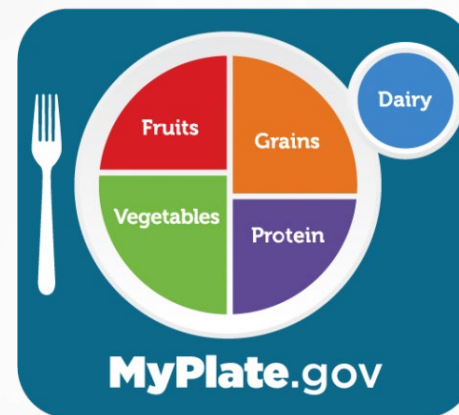 Fruits
Grains
Dairy
Vegetables
Protein
MyPlate.gov